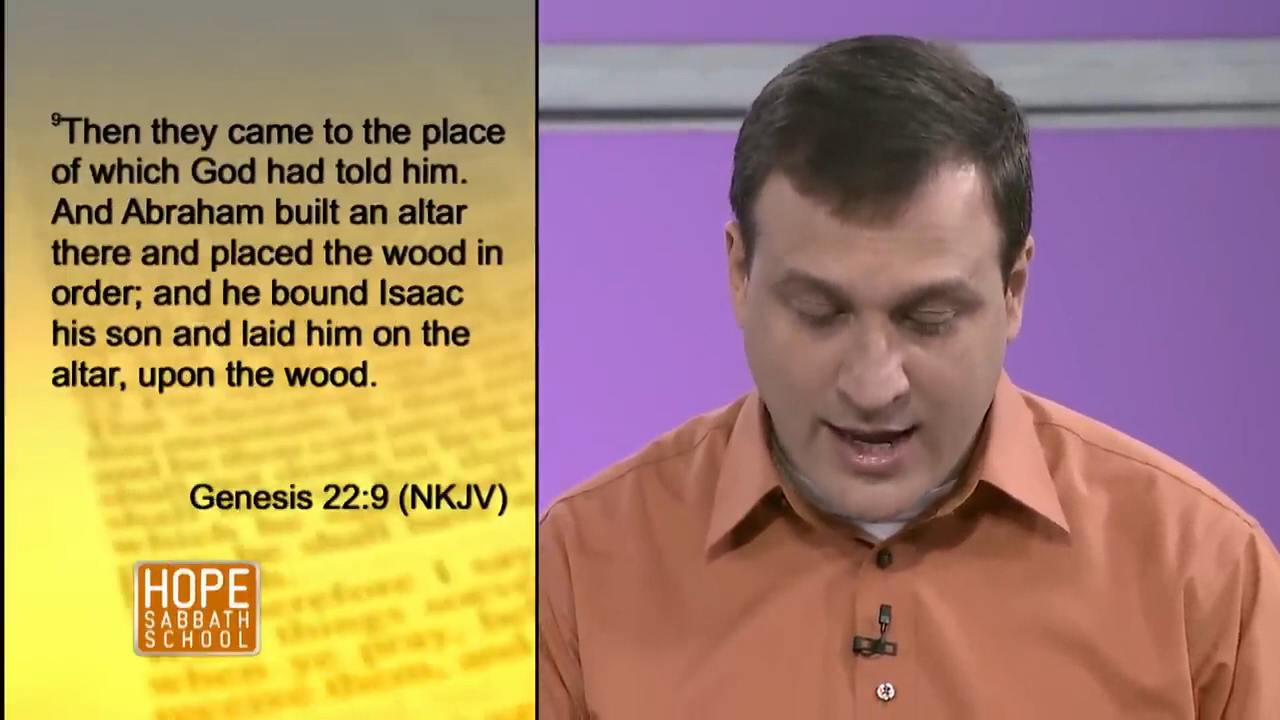 ⁹Then they came to the place
of which God had told him.
And Abraham built an altar
there and placed the wood in
order; and he bound Isaac
his son and laid him on the
altar, upon the wood.
Genesis 22:9 (NKJV)
HOPE
SABBATH
SCHOOL